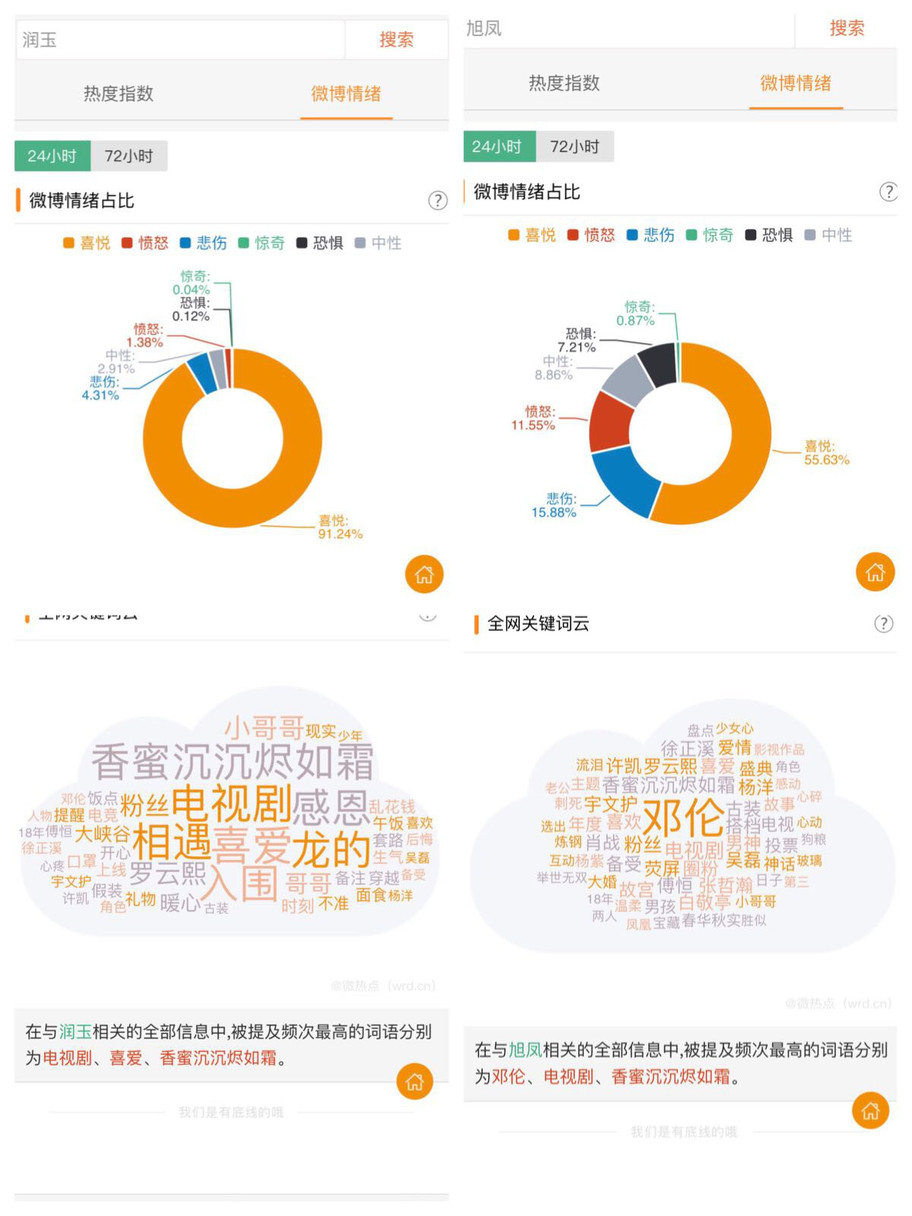 润玉
搜索
热度指数
微博情绪
24小时
72小时
微博情绪占比
?
喜悦 愤怒 悲伤 惊奇 恐惧 中性
惊奇:
0.04%
恐惧:
0.12%
愤怒:
1.38%
中性:
2.91%
悲伤:
4.31%
喜悦:
91.24%
全网关键词云
小哥哥 现实 少年
香蜜沉沉烬如霜
邓伦 饭点 粉丝 电视剧 感恩 乱花钱
人物 提醒 电竞 午饭 喜欢
18年 傅恒 大峡谷 相遇 喜爱 龙的 套路 后悔
徐正溪 开心 生气 吴磊
心疼 口罩 上线 罗云熙 入围 哥哥 备注 穿越 备受
宇文护 假装 礼物 暖心 面食 杨洋
许凯 角色 古装 时刻 不准
@微热点（wrd.cn）
在与润玉相关的全部信息中,被提及频次最高的词语分别
为电视剧、喜爱、香蜜沉沉烬如霜。
我们是有底线的哦
旭凤
搜索
热度指数
微博情绪
24小时
72小时
微博情绪占比
?
喜悦 愤怒 悲伤 惊奇 恐惧 中性
惊奇:
0.87%
恐惧:
7.21%
中性:
8.86%
愤怒:
11.55%
悲伤:
15.88%
喜悦:
55.63%
全网关键词云
?
盘点 少女心
徐正溪 爱情 影视作品
流泪 许凯 罗云熙 喜爱 盛典 角色
老公 主题 香蜜沉沉烬如霜 杨洋 感动
刺死 宇文护 邓伦 古装 故事 心碎
选出 年度 喜欢 搭档 电视 心动
炼钢 肖战 粉丝 电视剧 男神 投票 狗粮
互动 杨紫 备受 荧屏 圈粉 吴磊 神话 玻璃
举世无双 大婚 故宫 傅恒 张哲瀚 日子 第三
18年 温柔 男孩 白敬亭 小哥哥
两人 凤凰 宝藏 春华秋实 胜似
@微热点（wrd.cn）
在与旭凤相关的全部信息中,被提及频次最高的词语分别
为邓伦、电视剧、香蜜沉沉烬如霜。
我们是有底线的哦